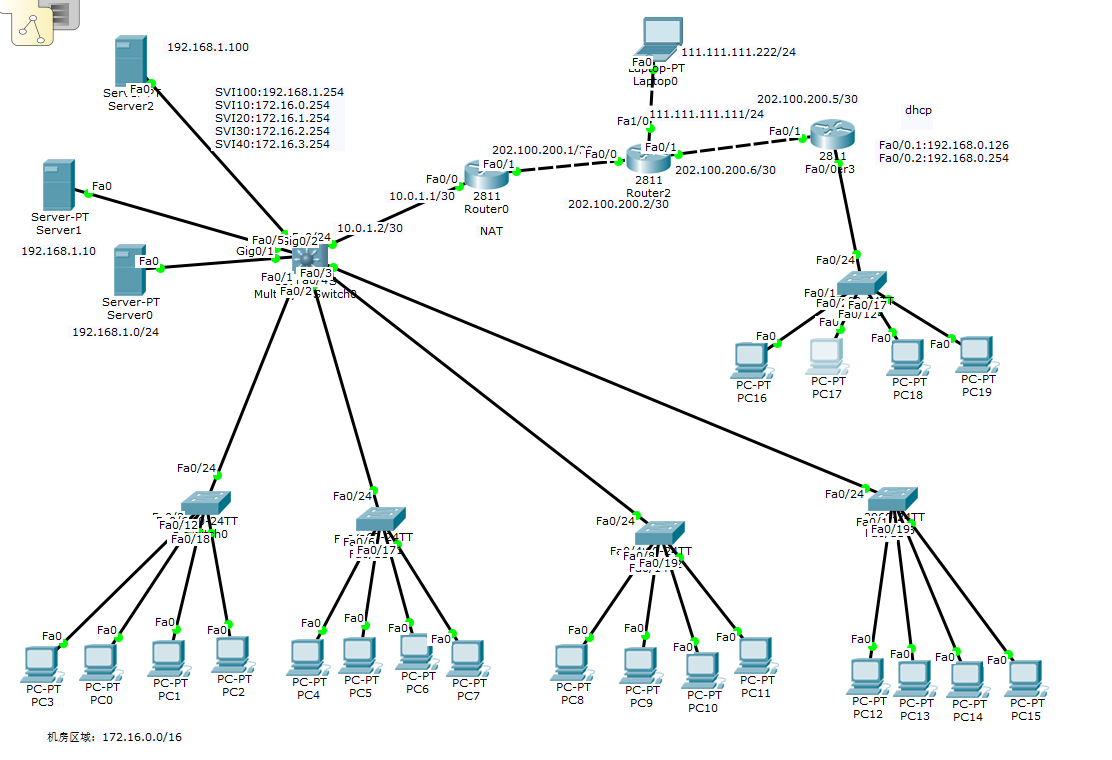 192.168.1.100
Fa0
Server2
SVI100:192.168.1.254
SVI10:172.16.0.254
SVI20:172.16.1.254
SVI30:172.16.2.254
SVI40:172.16.3.254
Fa0
Server-PT
Server1
192.168.1.10
Fa0
Server-PT
Server0
192.168.1.0/24
Gig0/1
Fa0/1
Fa0/2
Fa0/3
10.0.1.2/30
10.0.1.1/30
Fa0/0
Fa0/1
2811
Router0
NAT
202.100.200.1/
Fa0/0
Fa0/1
2811
Router2
202.100.200.2/30
202.100.200.6/30
Fa1/0
111.111.111.111/24
Fa0
Laptop0
111.111.111.222/24
202.100.200.5/30
Fa0/1
2811
Fa0/0
dhcp
Fa0/0.1:192.168.0.126
Fa0/0.2:192.168.0.254
Fa0/24
Fa0/1
Fa0/17
Fa0
PC-PT
PC16
Fa0
PC-PT
PC17
Fa0
PC-PT
PC18
Fa0
PC-PT
PC19
Fa0/24
Fa0/12
Fa0/18
Fa0
PC-PT
PC3
Fa0
PC-PT
PC0
Fa0
PC-PT
PC1
Fa0
PC-PT
PC2
Fa0/24
Fa0/17
Fa0
PC-PT
PC4
Fa0
PC-PT
PC5
Fa0
PC-PT
PC6
Fa0
PC-PT
PC7
Fa0/24
Fa0/19
Fa0
PC-PT
PC8
Fa0
PC-PT
PC9
Fa0
PC-PT
PC10
Fa0
PC-PT
PC11
Fa0/24
Fa0/19
Fa0
PC-PT
PC12
Fa0
PC-PT
PC13
Fa0
PC-PT
PC14
Fa0
PC-PT
PC15
机房区域：172.16.0.0/16